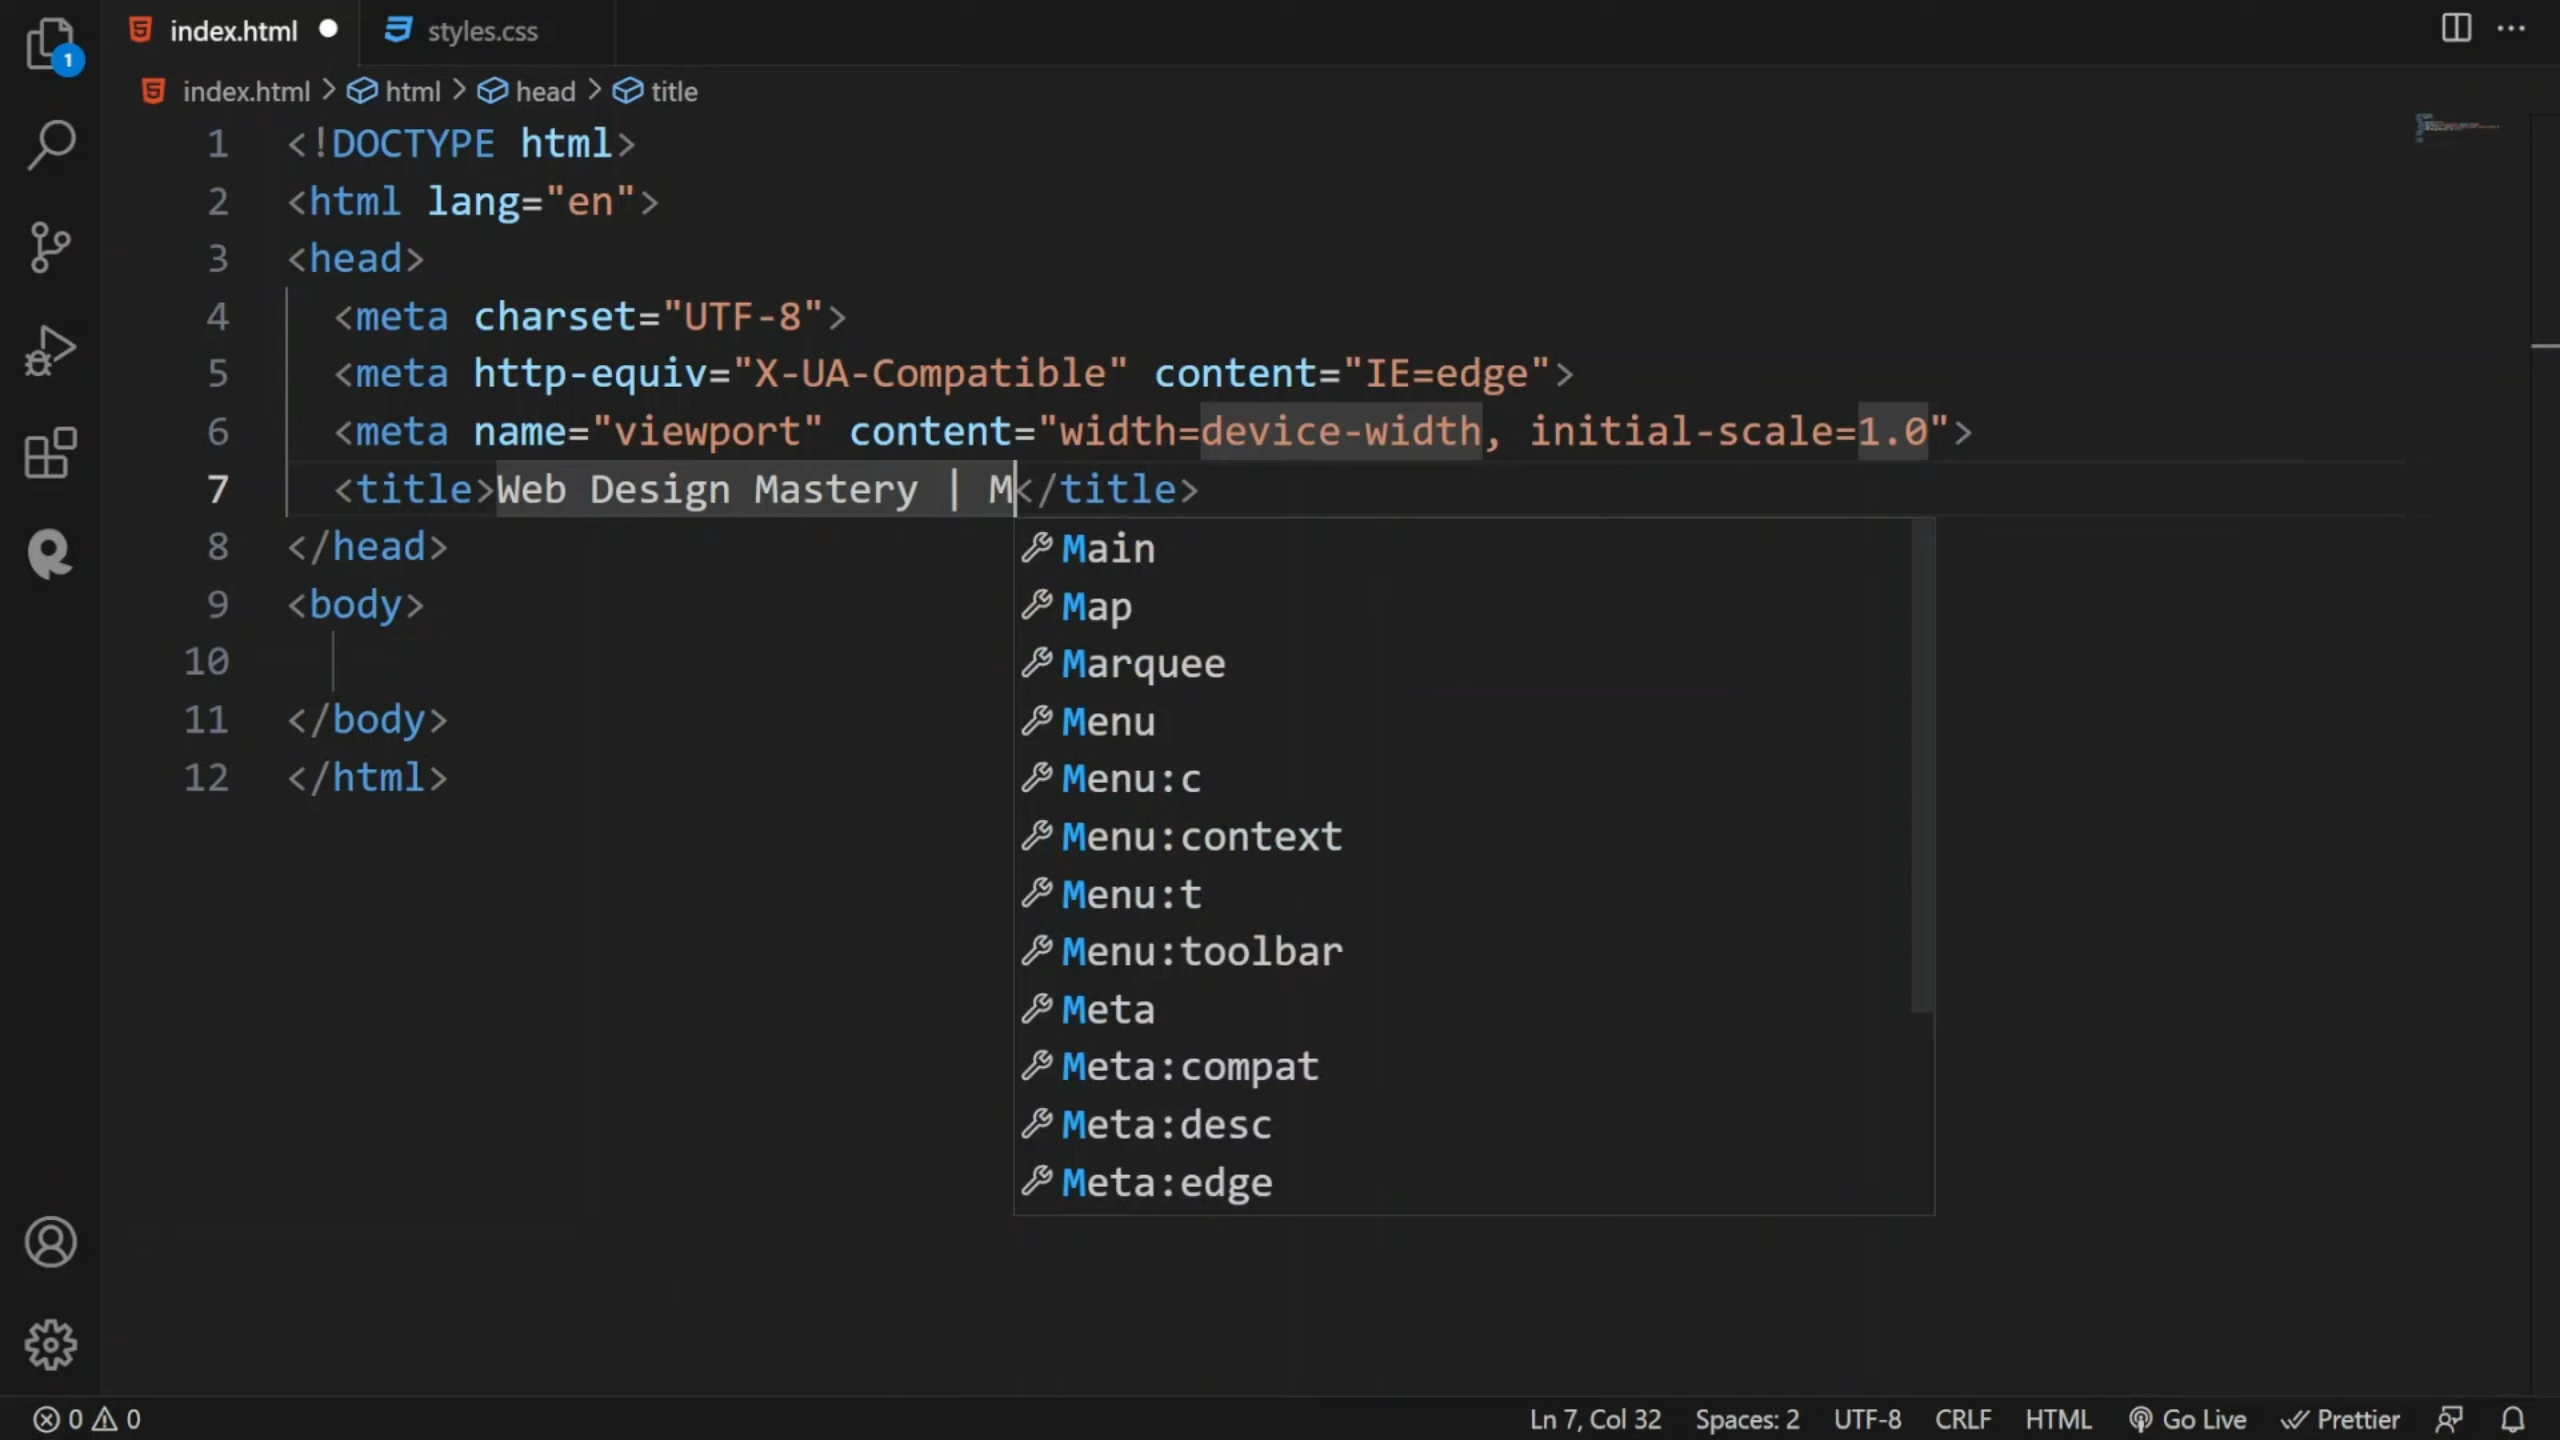 index.html
styles.css
1
index.html > html > head > title
1 <!DOCTYPE html>
2 <html lang="en">
3 <head>
4 <meta charset="UTF-8">
5 <meta http-equiv="X-UA-Compatible" content="IE=edge">
6 <meta name="viewport" content="width=device-width, initial-scale=1.0">
7 <title>Web Design Mastery | M</title>
8 </head>
9 <body>
10
11 </body>
12 </html>
Main
Map
Marquee
Menu
Menu:c
Menu:context
Menu:t
Menu:toolbar
Meta
Meta:compat
Meta:desc
Meta:edge
0 0 Ln 7, Col 32 Spaces: 2 UTF-8 CRLF HTML Go Live Prettier